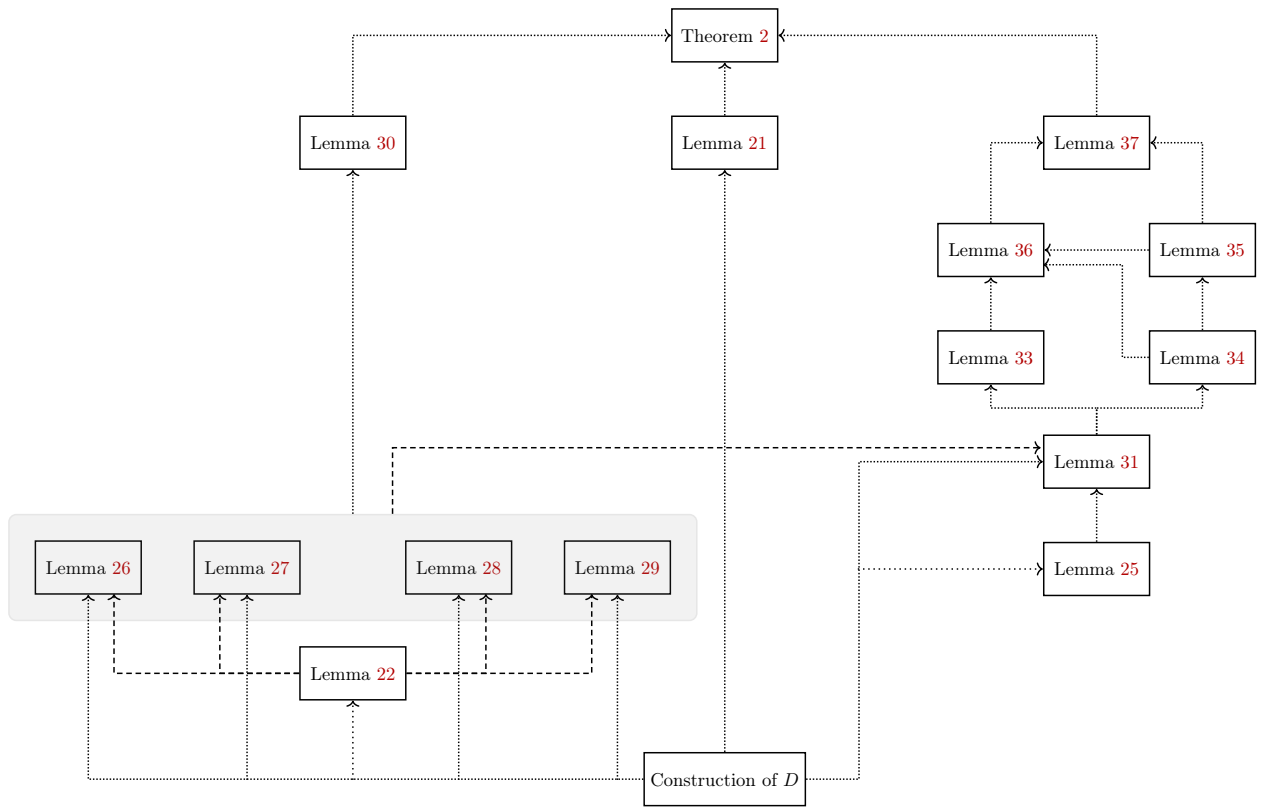 Theorem 2
Lemma 30
Lemma 21
Lemma 37
Lemma 36
Lemma 35
Lemma 33
Lemma 34
Lemma 31
Lemma 26
Lemma 27
Lemma 28
Lemma 29
Lemma 25
Lemma 22
Construction of D